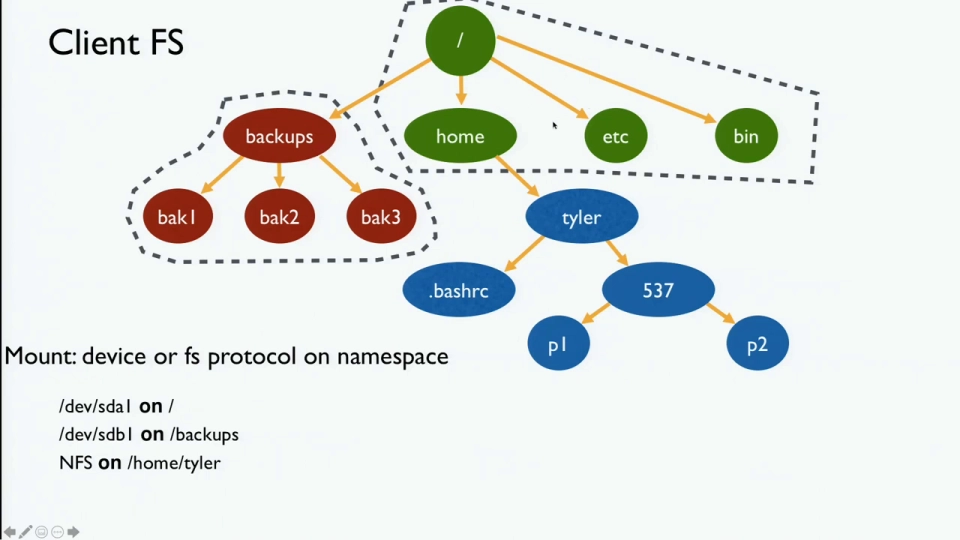 Client FS
/
backups
home
etc
bin
bak1
bak2
bak3
tyler
.bashrc
537
p1
p2
Mount: device or fs protocol on namespace
/dev/sda1 on /
/dev/sdb1 on /backups
NFS on /home/tyler